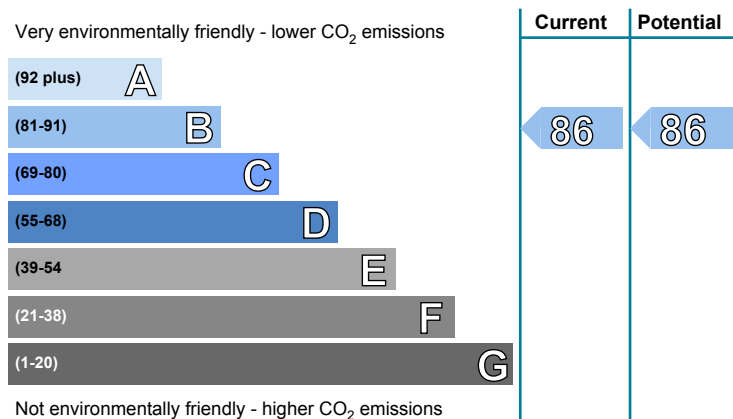 Very environmentally friendly - lower CO2 emissions
Current Potential
(92 plus) A
(81-91) B 86 86
(69-80) C
(55-68) D
(39-54 E
(21-38) F
(1-20) G
Not environmentally friendly - higher CO2 emissions